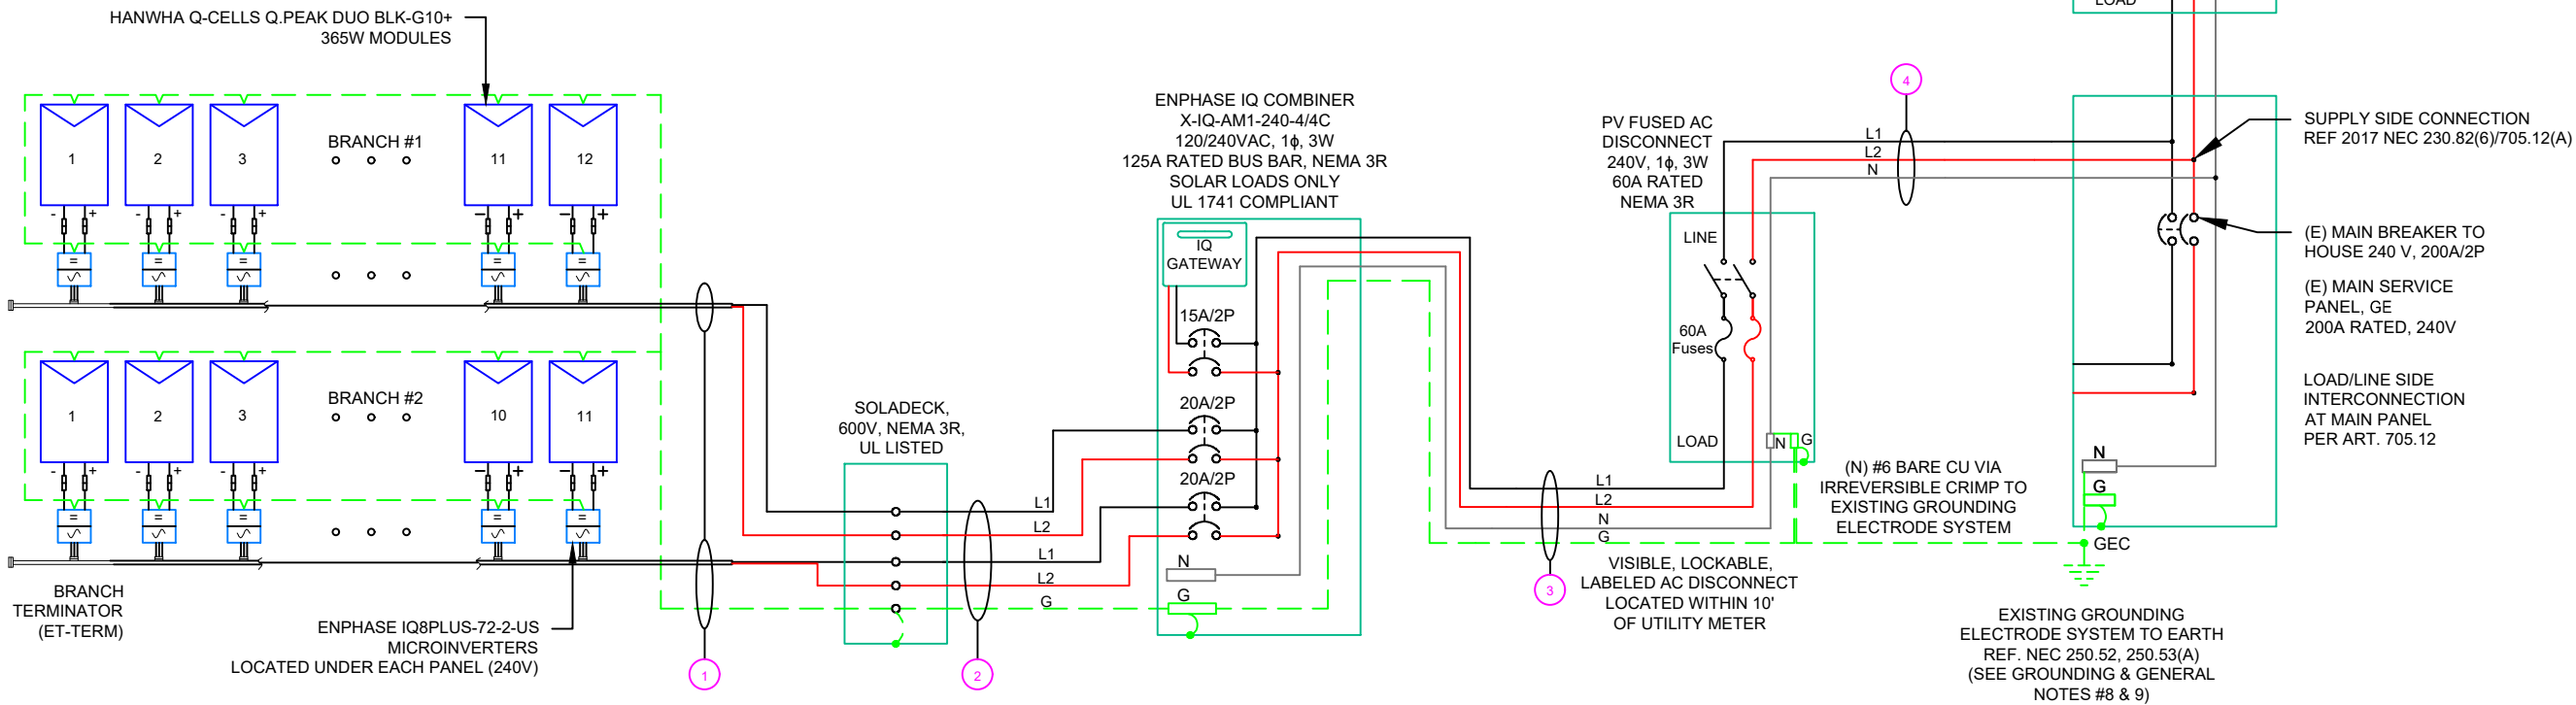 HANWHA Q-CELLS Q.PEAK DUO BLK-G10+
365W MODULES
1
2
3
BRANCH #1
11
12
- +
- +
- +
- +
- +
=
=
=
=
=
1
2
3
BRANCH #2
10
11
- +
- +
- +
- +
- +
=
=
=
=
=
BRANCH
TERMINATOR
(ET-TERM)
ENPHASE IQ8PLUS-72-2-US
MICROINVERTERS
LOCATED UNDER EACH PANEL (240V)
1
SOLADECK,
600V, NEMA 3R,
UL LISTED
L1
L2
L1
L2
G
2
ENPHASE IQ COMBINER
X-IQ-AM1-240-4/4C
120/240VAC, 1ϕ, 3W
125A RATED BUS BAR, NEMA 3R
SOLAR LOADS ONLY
UL 1741 COMPLIANT
IQ
GATEWAY
15A/2P
20A/2P
20A/2P
N
G
L1
L2
N
G
3
PV FUSED AC
DISCONNECT
240V, 1ϕ, 3W
60A RATED
NEMA 3R
LINE
60A
Fuses
LOAD
N G
VISIBLE, LOCKABLE,
LABELED AC DISCONNECT
LOCATED WITHIN 10'
OF UTILITY METER
(N) #6 BARE CU VIA
IRREVERSIBLE CRIMP TO
EXISTING GROUNDING
ELECTRODE SYSTEM
4
L1
L2
N
LOAD
SUPPLY SIDE CONNECTION
REF 2017 NEC 230.82(6)/705.12(A)
(E) MAIN BREAKER TO
HOUSE 240 V, 200A/2P
(E) MAIN SERVICE
PANEL, GE
200A RATED, 240V
LOAD/LINE SIDE
INTERCONNECTION
AT MAIN PANEL
PER ART. 705.12
N
G
GEC
EXISTING GROUNDING
ELECTRODE SYSTEM TO EARTH
REF. NEC 250.52, 250.53(A)
(SEE GROUNDING & GENERAL
NOTES #8 & 9)